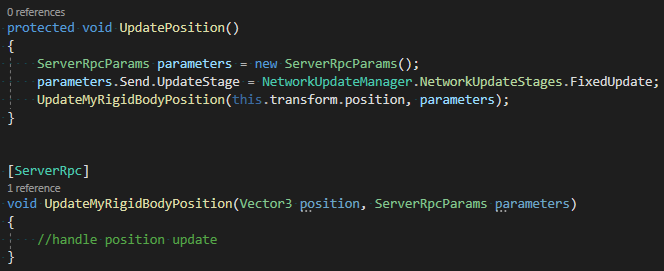 0 references
protected void UpdatePosition()
{
ServerRpcParams parameters = new ServerRpcParams();
parameters.Send.UpdateStage = NetworkUpdateManager.NetworkUpdateStages.FixedUpdate;
UpdateMyRigidBodyPosition(this.transform.position, parameters);
}
[ServerRpc]
1 reference
void UpdateMyRigidBodyPosition(Vector3 position, ServerRpcParams parameters)
{
//handle position update
}